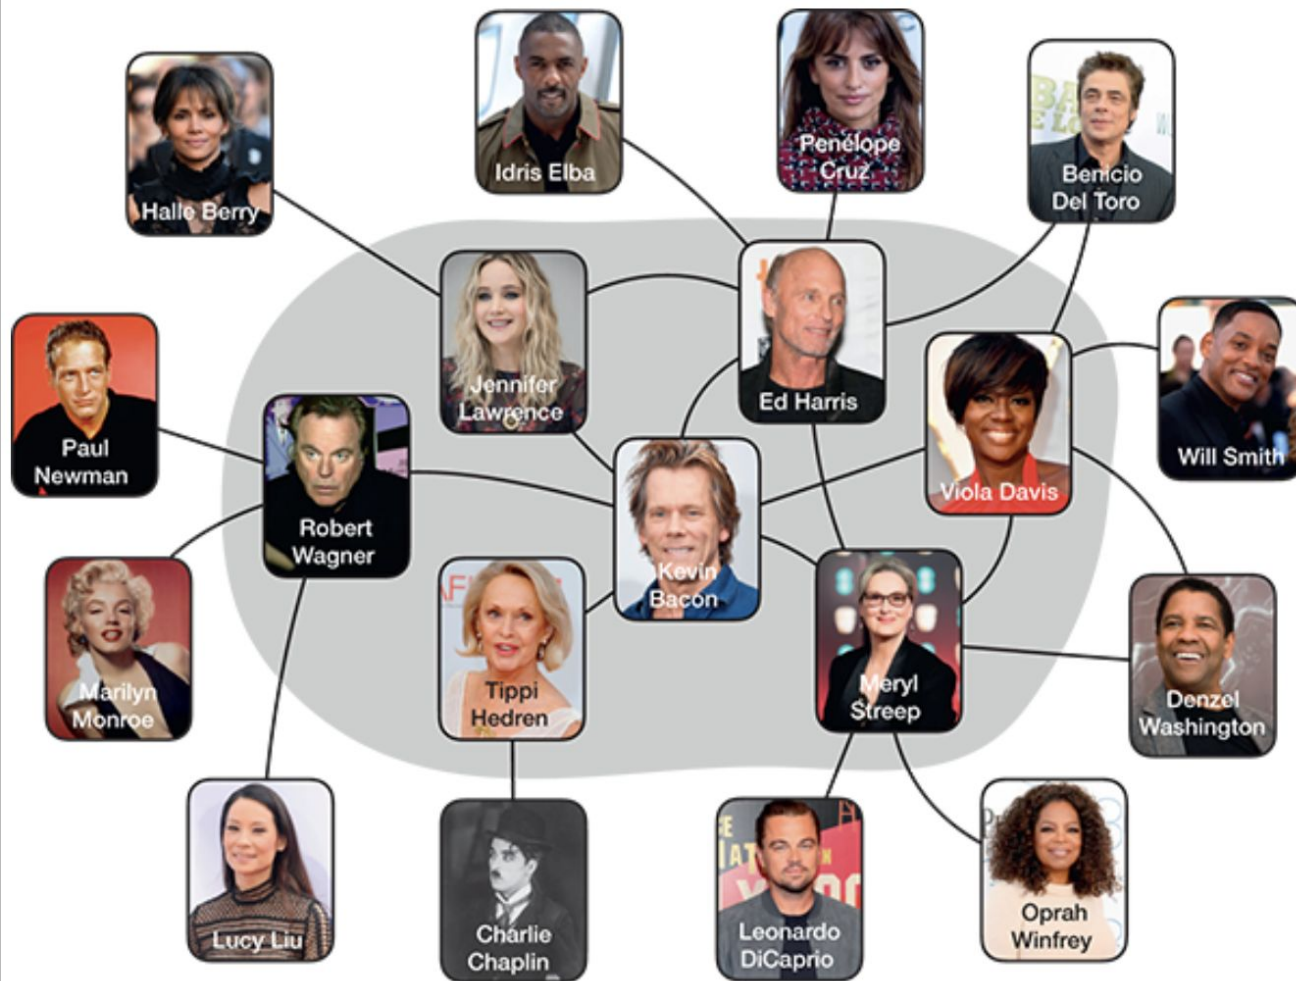 Idris Elba
Penélope
Cruz
Benicio
Del Toro
Halle Berry
Jennifer
Lawrence
Ed Harris
Will Smith
Paul
Newman
Viola Davis
Robert
Wagner
Kevin
Bacon
Marilyn
Monroe
Tippi
Hedren
Meryl
Streep
Denzel
Washington
Lucy Liu
Charlie
Chaplin
Leonardo
DiCaprio
Oprah
Winfrey